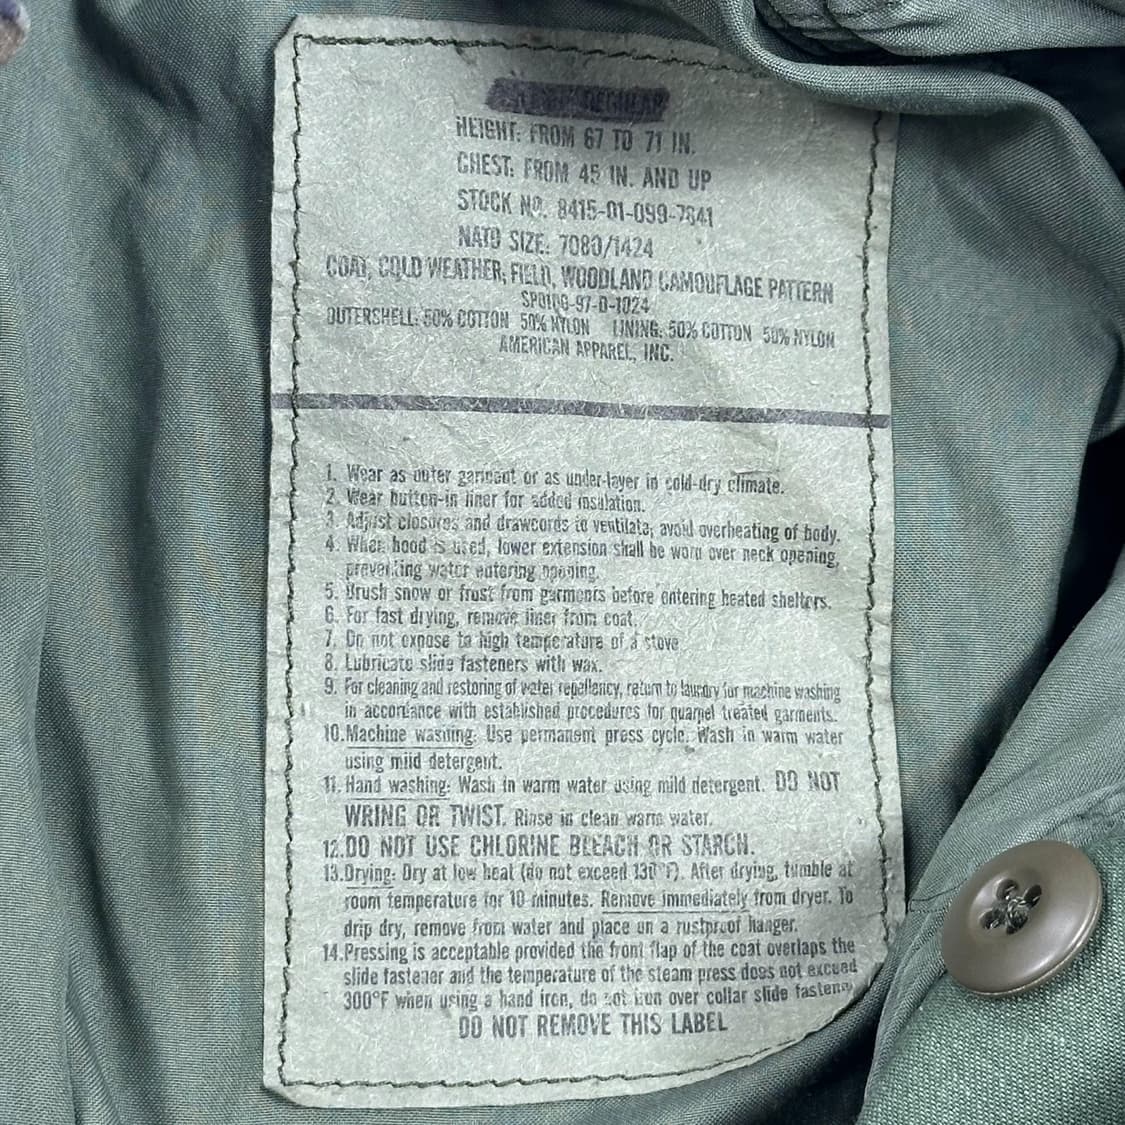 REGULAR
HEIGHT: FROM 67 TO 71 IN.
CHEST: FROM 45 IN. AND UP
STOCK NO. 8415-01-099-7841
NATO SIZE: 7080/1424
COAT, COLD WEATHER, FIELD, WOODLAND CAMOUFLAGE PATTERN
SPO100-97-D-1024
OUTERSHELL: 50% COTTON 50% NYLON LINING: 50% COTTON 50% NYLON
AMERICAN APPAREL, INC.
1. Wear as outer garment or as under-layer in cold-dry climate.
2. Wear button-in liner for added insulation.
3. Adjust closures and drawcords to ventilate; avoid overheating of body.
4. When hood is used, lower extension shall be worn over neck opening,
preventing water entering opening.
5. Brush snow or frost from garments before entering heated shelters.
6. For fast drying, remove liner from coat.
7. Do not expose to high temperature of a stove
8. Lubricate slide fasteners with wax.
9. For cleaning and restoring of water repellency, return to laundry for machine washing
in accordance with established procedures for quarpel treated garments.
10. Machine washing: Use permanent press cycle. Wash in warm water
using mild detergent.
11. Hand washing: Wash in warm water using mild detergent. DO NOT
WRING OR TWIST. Rinse in clean warm water.
12. DO NOT USE CHLORINE BLEACH OR STARCH.
13. Drying: Dry at low heat (do not exceed 130°F). After drying, tumble at
room temperature for 10 minutes. Remove immediately from dryer. To
drip dry, remove from water and place on a rustproof hanger.
14. Pressing is acceptable provided the front flap of the coat overlaps the
slide fastener and the temperature of the steam press does not exceed
300°F when using a hand iron, do not iron over collar slide
DO NOT REMOVE THIS LABEL